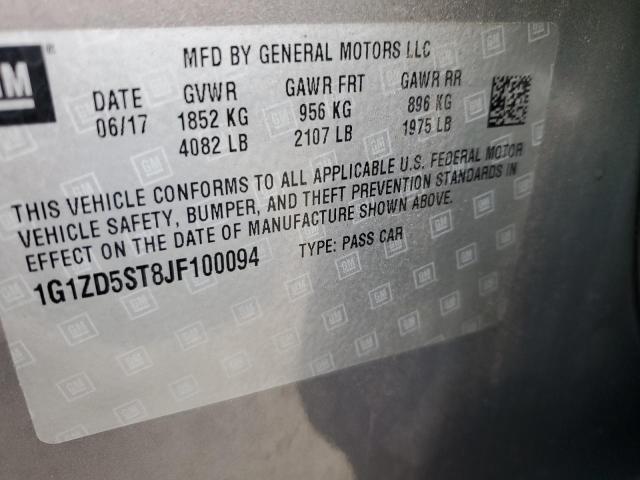 GM
MFD BY GENERAL MOTORS LLC
DATE GVWR GAWR FRT GAWR RR
06/17 1852 KG 956 KG 896 KG
4082 LB 2107 LB 1975 LB
THIS VEHICLE CONFORMS TO ALL APPLICABLE U.S. FEDERAL MOTOR
VEHICLE SAFETY, BUMPER, AND THEFT PREVENTION STANDARDS IN
EFFECT ON THE DATE OF MANUFACTURE SHOWN ABOVE.
1G1ZD5ST8JF100094 TYPE: PASS CAR